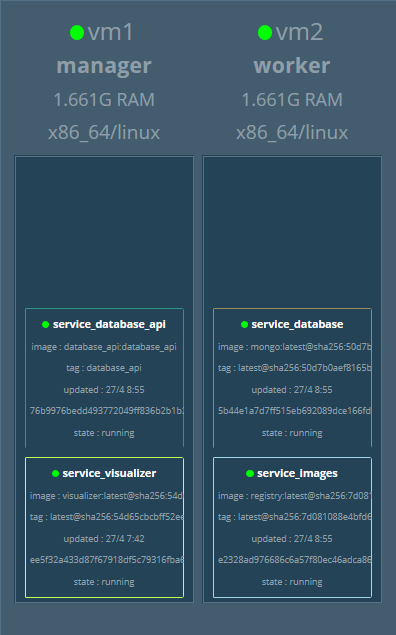 vm1
manager
1.661G RAM
x86_64/linux
service_database_api
image : database_api:database_api
tag : database_api
updated : 27/4 8:55
76b9976bedd493772049ff836b2b1b
state : running
service_visualizer
image : visualizer:latest@sha256:54d
tag : latest@sha256:54d65cbcbff52ee
updated : 27/4 7:42
ee5f32a433d87f67918df5c79316fba6
state : running
vm2
worker
1.661G RAM
x86_64/linux
service_database
image : mongo:latest@sha256:50d7b
tag : latest@sha256:50d7b0aef8165b
updated : 27/4 8:55
5b44e1a7d7ff515eb692089dce166fd
state : running
service_images
image : registry:latest@sha256:7d081
tag : latest@sha256:7d081088e4bfd6
updated : 27/4 8:55
e2328ad976686c6a57f80ec46adca86
state : running